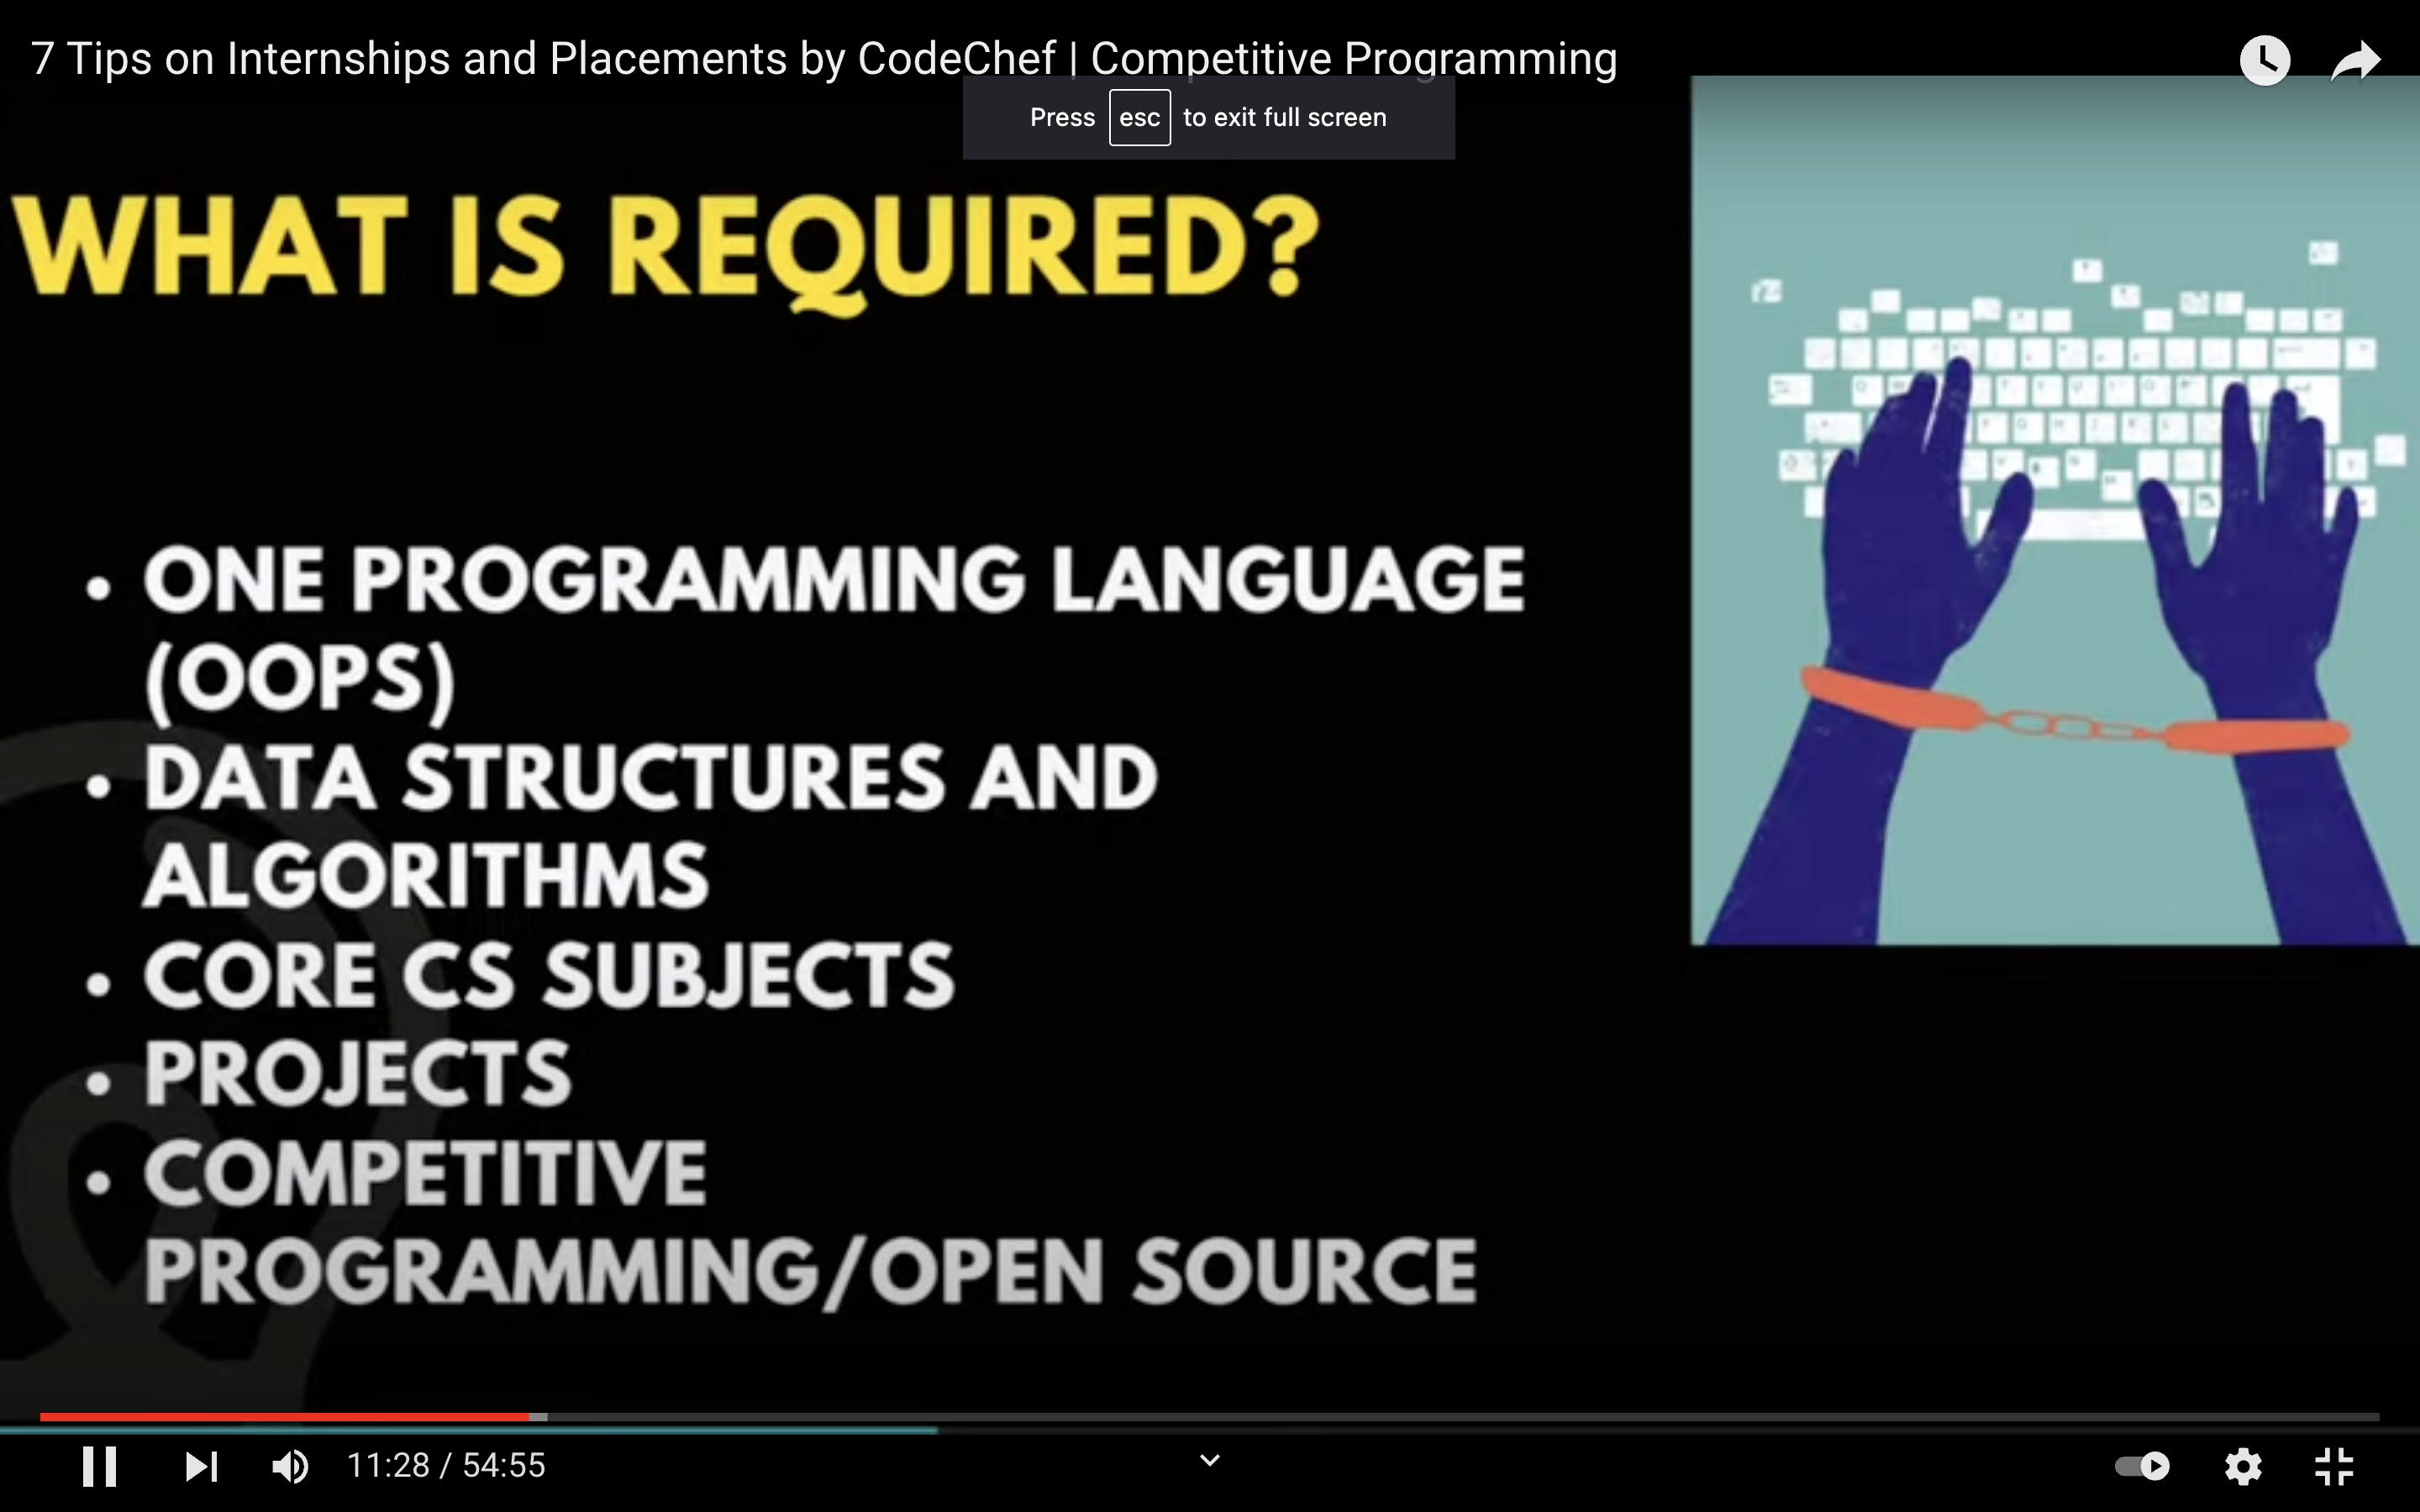 7 Tips on Internships and Placements by CodeChef | Competitive Programming
Press esc to exit full screen
WHAT IS REQUIRED?
• ONE PROGRAMMING LANGUAGE
(OOPS)
• DATA STRUCTURES AND
ALGORITHMS
• CORE CS SUBJECTS
• PROJECTS
• COMPETITIVE
PROGRAMMING/OPEN SOURCE
11:28 / 54:55